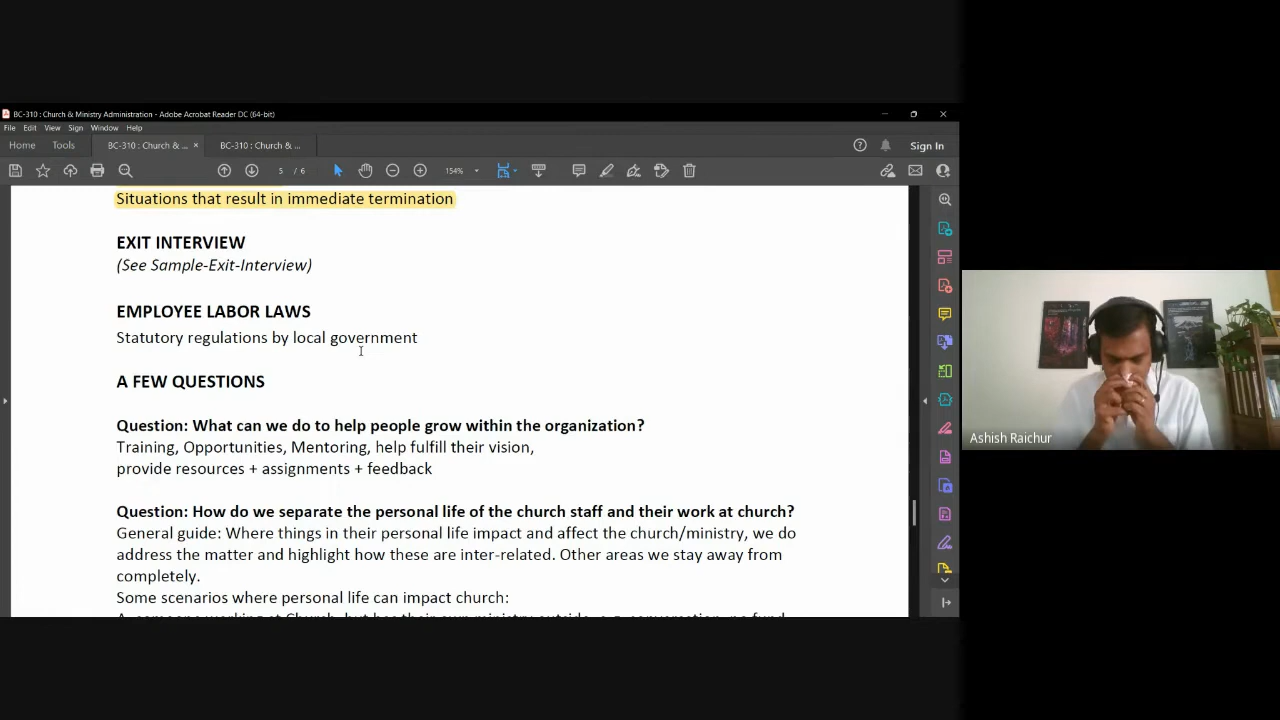 BC-310 : Church & Ministry Administration - Adobe Acrobat Reader DC (64-bit)
File Edit View Sign Window Help
Home Tools BC-310 : Church & ... × BC-310 : Church & ... Sign In
5 / 6 154%
Situations that result in immediate termination
EXIT INTERVIEW
(See Sample-Exit-Interview)
EMPLOYEE LABOR LAWS
Statutory regulations by local government
A FEW QUESTIONS
Question: What can we do to help people grow within the organization?
Training, Opportunities, Mentoring, help fulfill their vision,
provide resources + assignments + feedback
Question: How do we separate the personal life of the church staff and their work at church?
General guide: Where things in their personal life impact and affect the church/ministry, we do
address the matter and highlight how these are inter-related. Other areas we stay away from
completely.
Some scenarios where personal life can impact church:
Ashish Raichur